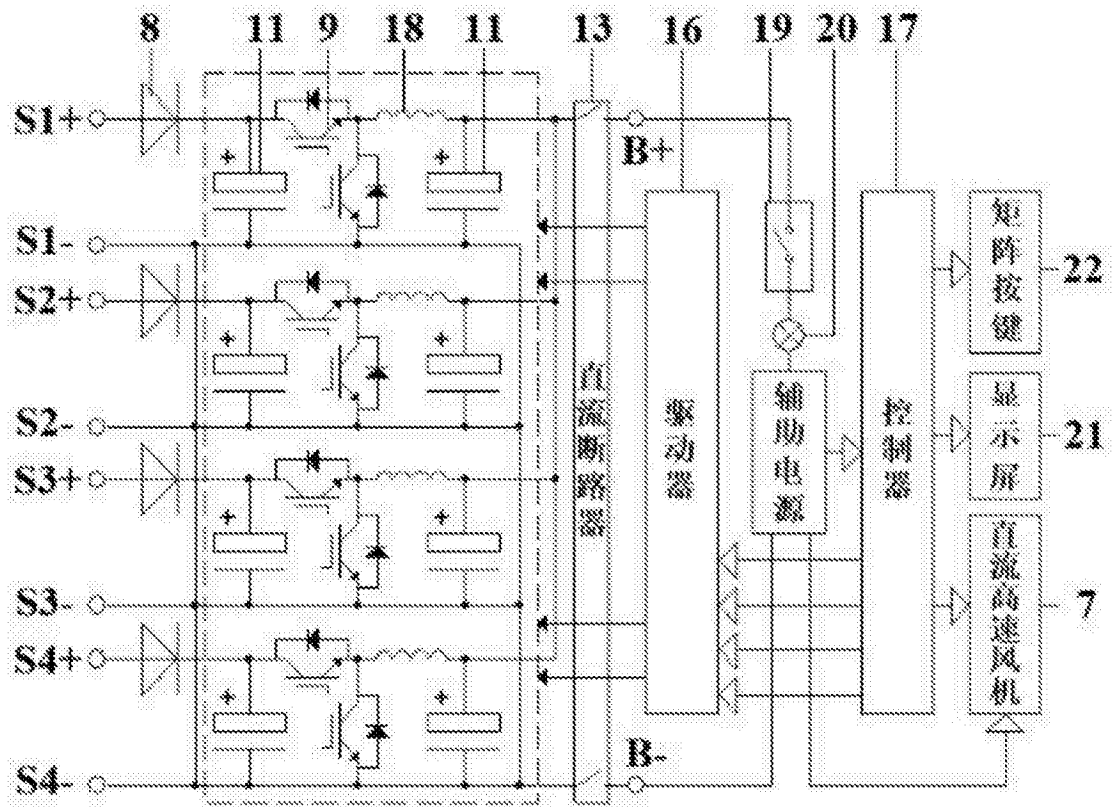 8 11 9 18 11 13 16 19 20 17
S1+
B+
S1-
S2+
S2-
S3+
S3-
S4+
S4-
B-
直流断路器
驱动器
辅助电源
控制器
矩阵按键
22
显示屏
21
直流高速风机
7
+
+
+
+
+
+
+
+